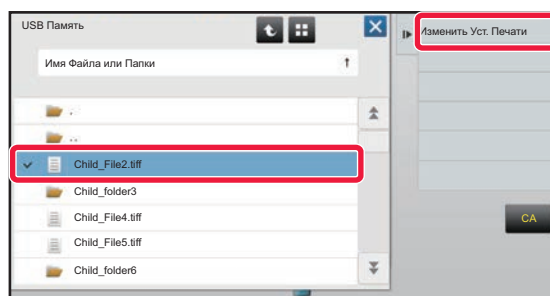 USB Память
Имя Файла или Папки
.
..
Child_File2.tiff
Child_folder3
Child_File4.tiff
Child_File5.tiff
Child_folder6
Изменить Уст. Печати
CA